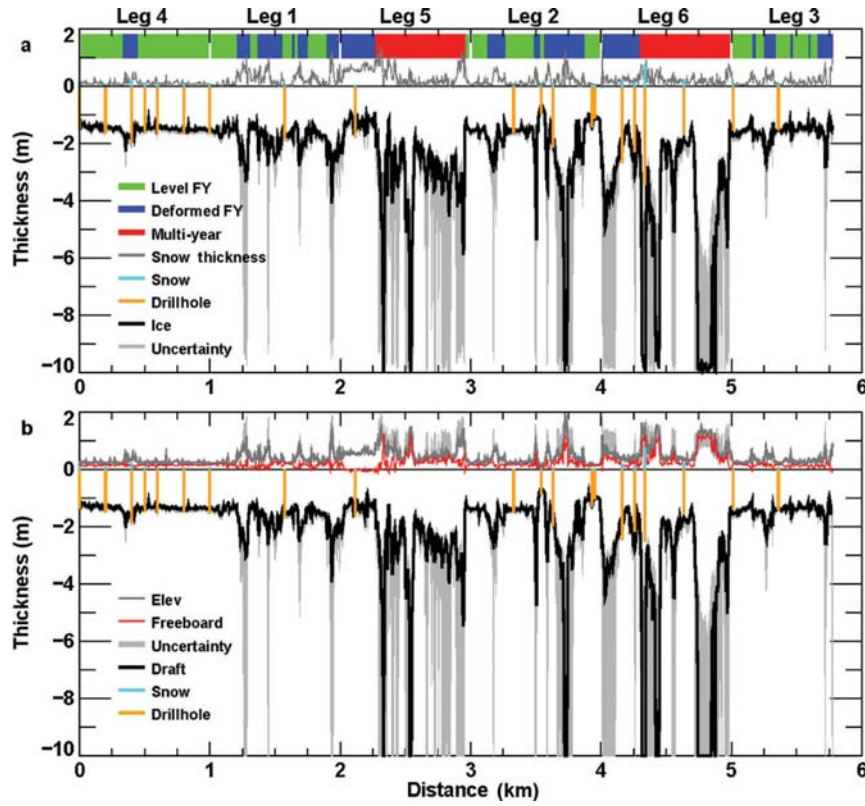 Leg 4 Leg 1 Leg 5 Leg 2 Leg 6 Leg 3
a
2
0
−2
−4
−6
−8
−10
Thickness (m)
Level FY
Deformed FY
Multi-year
Snow thickness
Snow
Drillhole
Ice
Uncertainty
0 1 2 3 4 5 6
b
2
0
−2
−4
−6
−8
−10
Thickness (m)
Elev
Freeboard
Uncertainty
Draft
Snow
Drillhole
0 1 2 3 4 5 6
Distance (km)